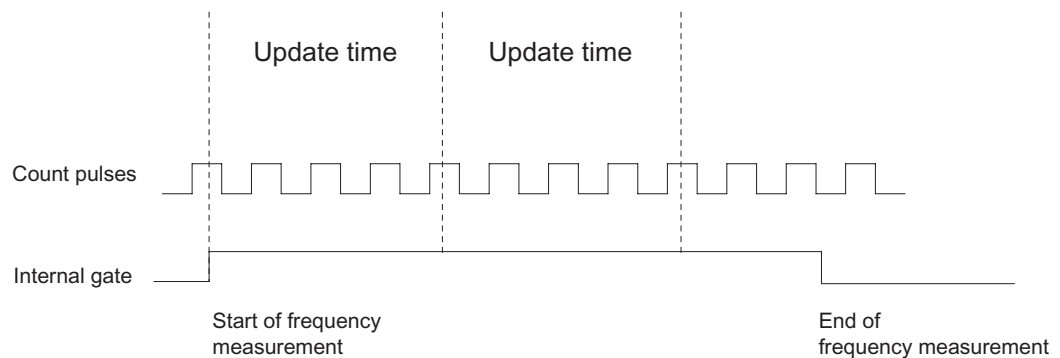 Update time
Update time
Count pulses
Internal gate
Start of frequency
measurement
End of
frequency measurement